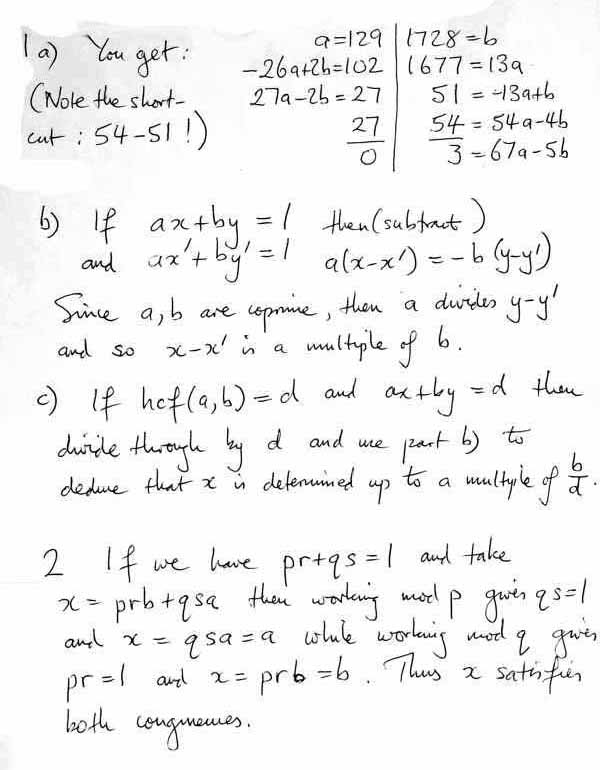 1 a) You get: a=129 | 1728=b
-26a+2b=102 | 1677=13a
(Note the short- 27a-2b=27 | 51=-13a+b
cut : 54-51!) 27 | 54=54a-4b
0 | 3=67a-5b
b) If ax+by=1 then (subtract)
and ax'+by'=1 a(x-x')=-b(y-y')
Since a,b are coprime, then a divides y-y'
and so x-x' is a multiple of b.
c) If hcf(a,b)=d and ax+by=d then
divide through by d and use part b) to
deduce that x is determined up to a multiple of b/d.
2 If we have pr+qs=1 and take
x=prb+qsa then working mod p gives qs=1
and x=qsa=a while working mod q gives
pr=1 and x=prb=b. Thus x satisfies
both congruences.